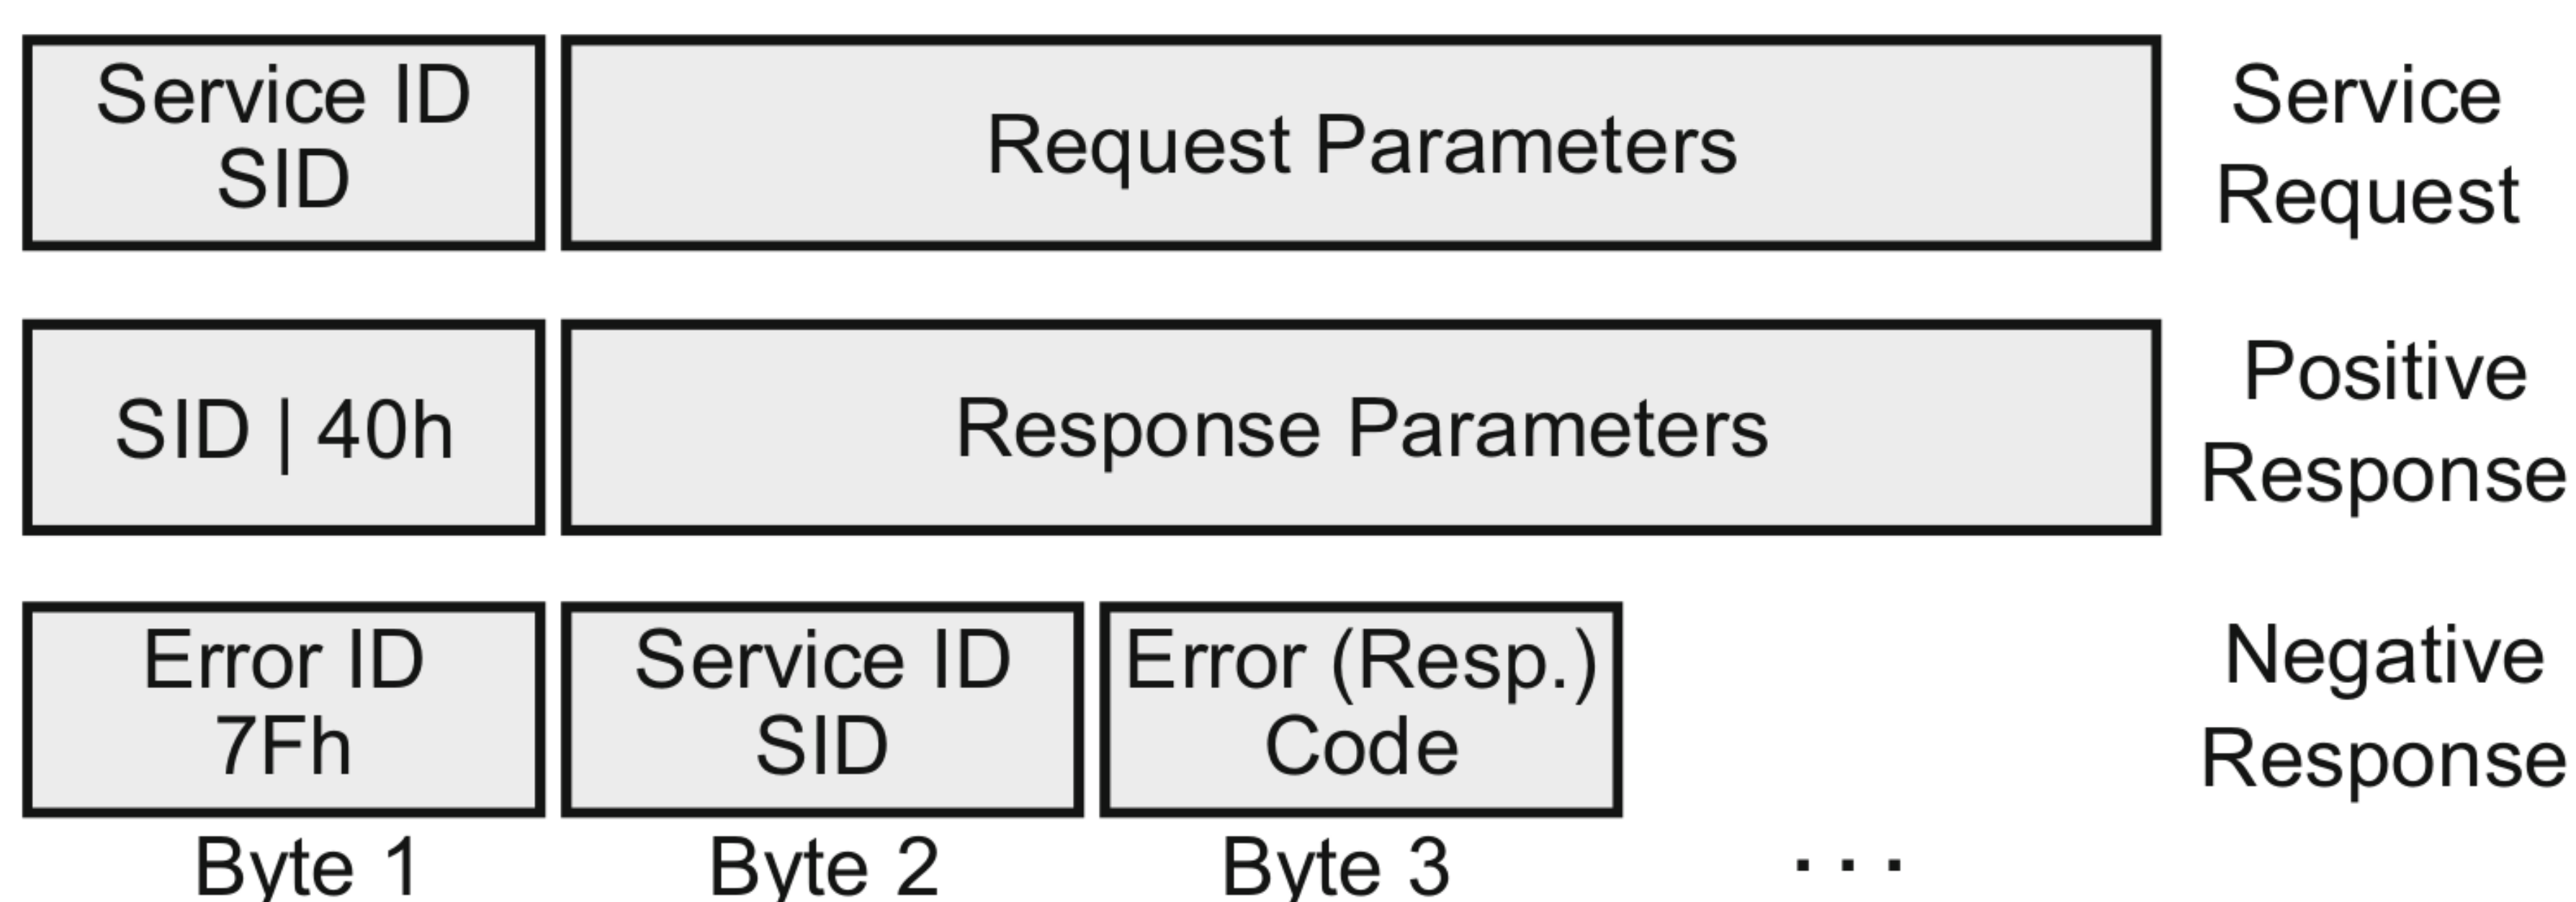 Service ID
SID
Request Parameters
Service
Request
SID | 40h
Response Parameters
Positive
Response
Error ID
7Fh
Service ID
SID
Error (Resp.)
Code
Negative
Response
Byte 1
Byte 2
Byte 3
...